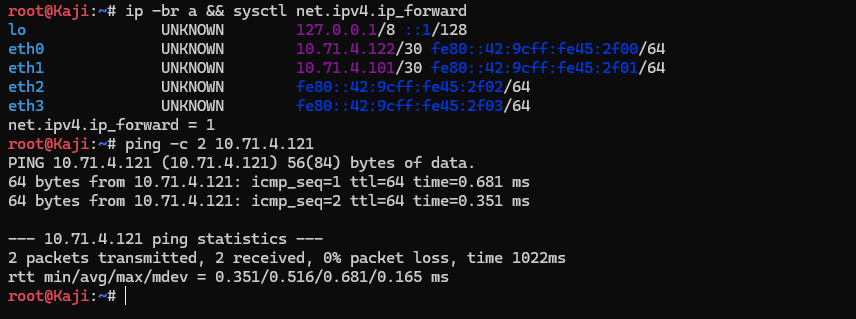 root@Kaji:~# ip -br a && sysctl net.ipv4.ip_forward
lo UNKNOWN 127.0.0.1/8 ::1/128
eth0 UNKNOWN 10.71.4.122/30 fe80::42:9cff:fe45:2f00/64
eth1 UNKNOWN 10.71.4.101/30 fe80::42:9cff:fe45:2f01/64
eth2 UNKNOWN fe80::42:9cff:fe45:2f02/64
eth3 UNKNOWN fe80::42:9cff:fe45:2f03/64
net.ipv4.ip_forward = 1
root@Kaji:~# ping -c 2 10.71.4.121
PING 10.71.4.121 (10.71.4.121) 56(84) bytes of data.
64 bytes from 10.71.4.121: icmp_seq=1 ttl=64 time=0.681 ms
64 bytes from 10.71.4.121: icmp_seq=2 ttl=64 time=0.351 ms

--- 10.71.4.121 ping statistics ---
2 packets transmitted, 2 received, 0% packet loss, time 1022ms
rtt min/avg/max/mdev = 0.351/0.516/0.681/0.165 ms
root@Kaji:~#